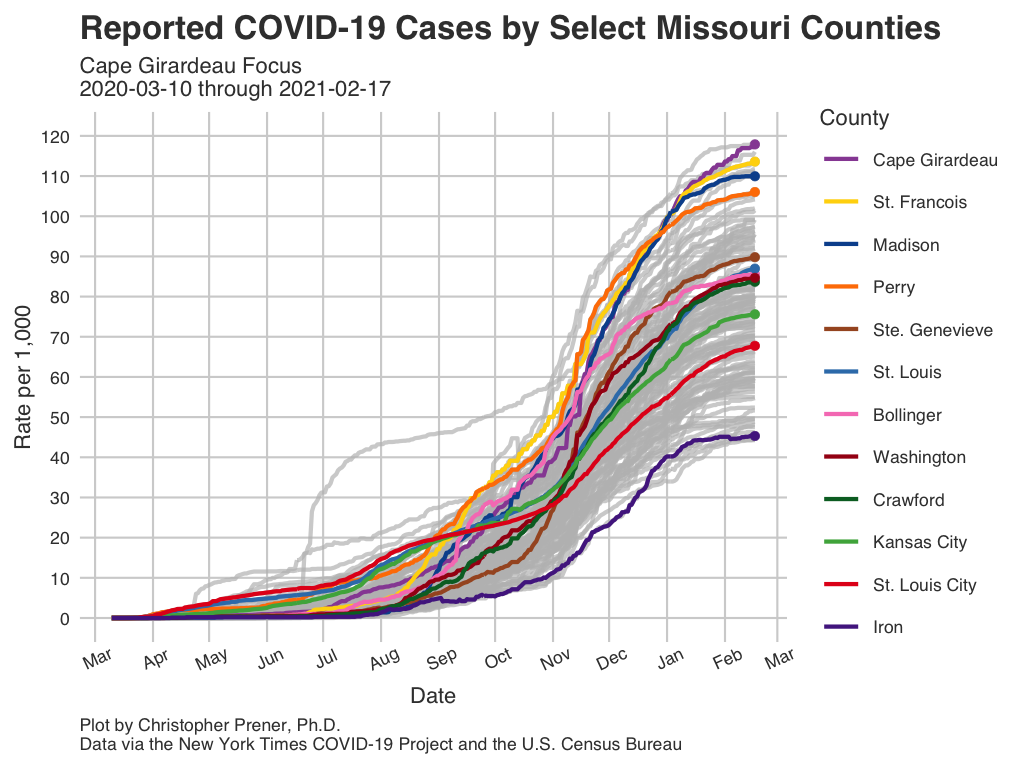 Reported COVID-19 Cases by Select Missouri Counties
Cape Girardeau Focus
2020-03-10 through 2021-02-17
County
Cape Girardeau
St. Francois
Madison
Perry
Ste. Genevieve
St. Louis
Bollinger
Washington
Crawford
Kansas City
St. Louis City
Iron
Rate per 1,000
120
110
100
90
80
70
60
50
40
30
20
10
0
Mar Apr May Jun Jul Aug Sep Oct Nov Dec Jan Feb Mar
Date
Plot by Christopher Prener, Ph.D.
Data via the New York Times COVID-19 Project and the U.S. Census Bureau